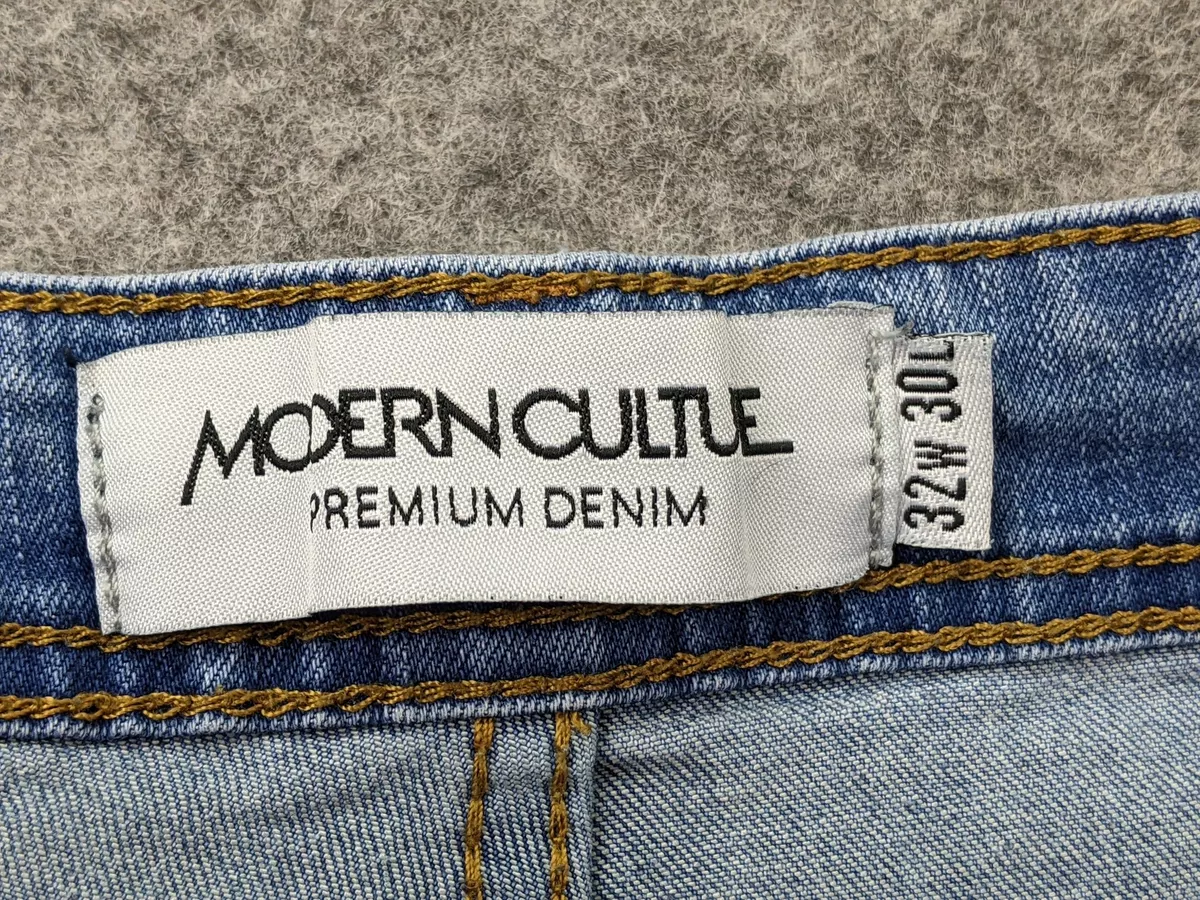 MODERN CULTUE
PREMIUM DENIM
32W 30L